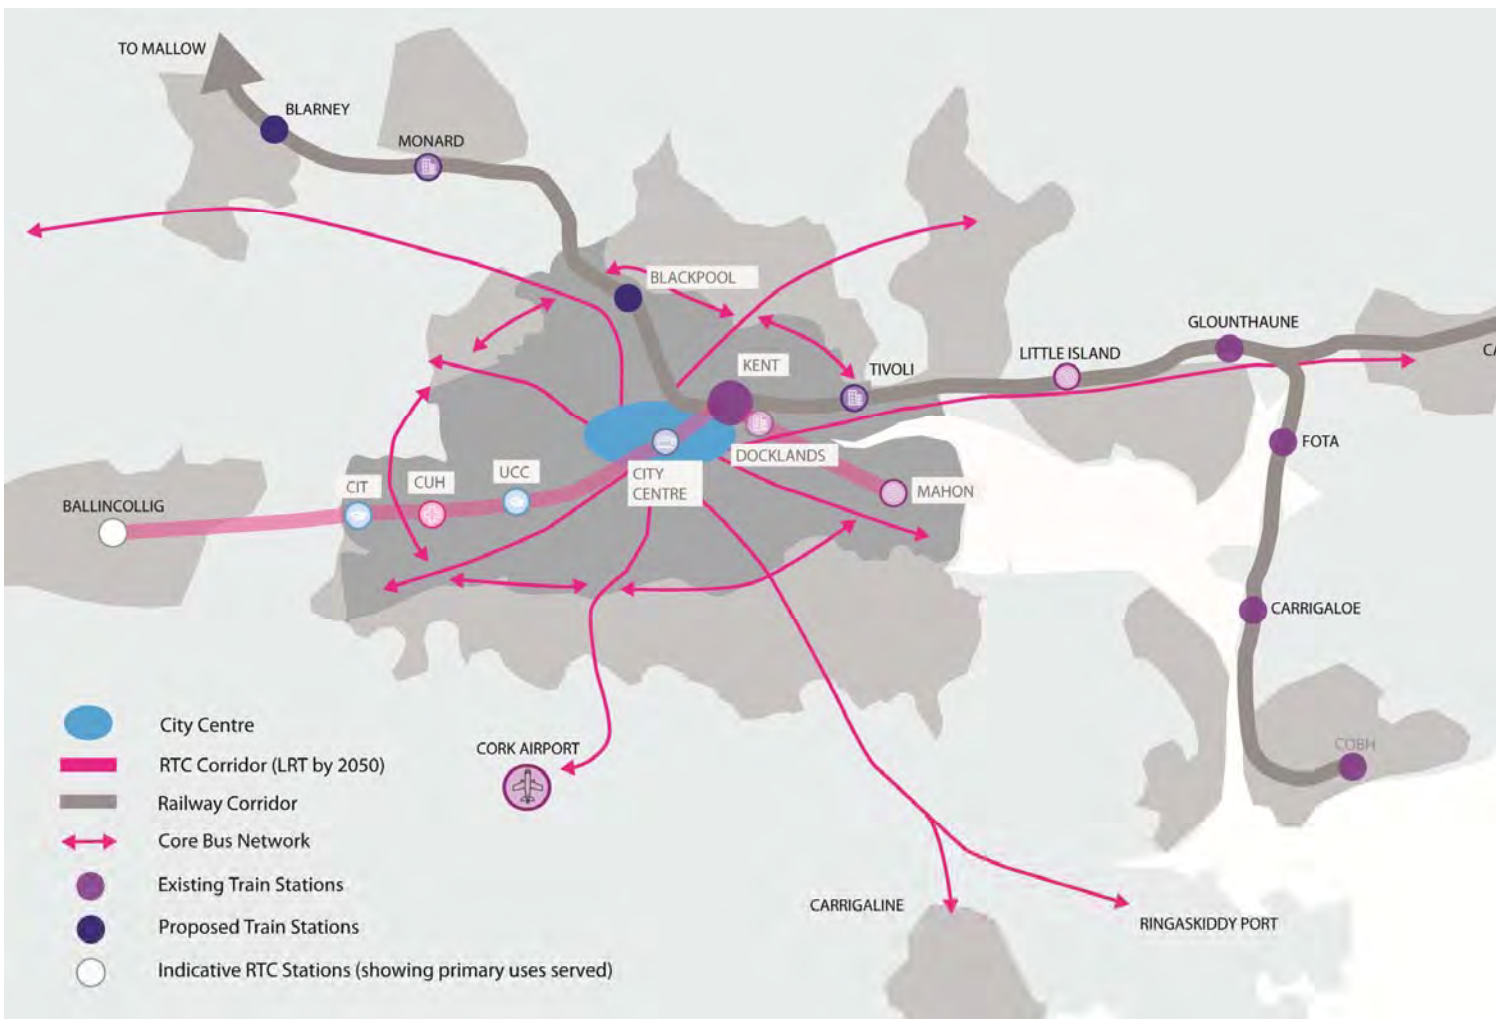 TO MALLOW
BLARNEY
MONARD
BLACKPOOL
GLOUNTHAUNE
LITTLE ISLAND
CA
KENT
TIVOLI
FOTA
DOCKLANDS
CITY
CENTRE
UCC
CUH
CIT
MAHON
BALLINCOLLIG
CARRIGALOE
COBH
CORK AIRPORT
CARRIGALINE
RINGASKIDDY PORT
City Centre
RTC Corridor (LRT by 2050)
Railway Corridor
Core Bus Network
Existing Train Stations
Proposed Train Stations
Indicative RTC Stations (showing primary uses served)